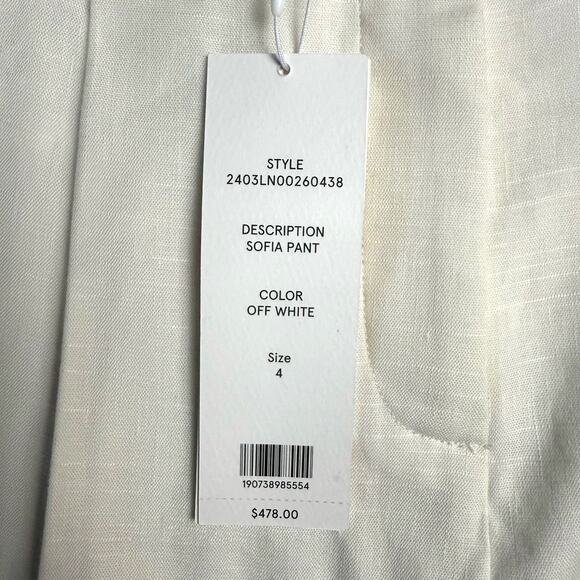 STYLE
2403LN00260438
DESCRIPTION
SOFIA PANT
COLOR
OFF WHITE
Size
4
190738985554
$478.00